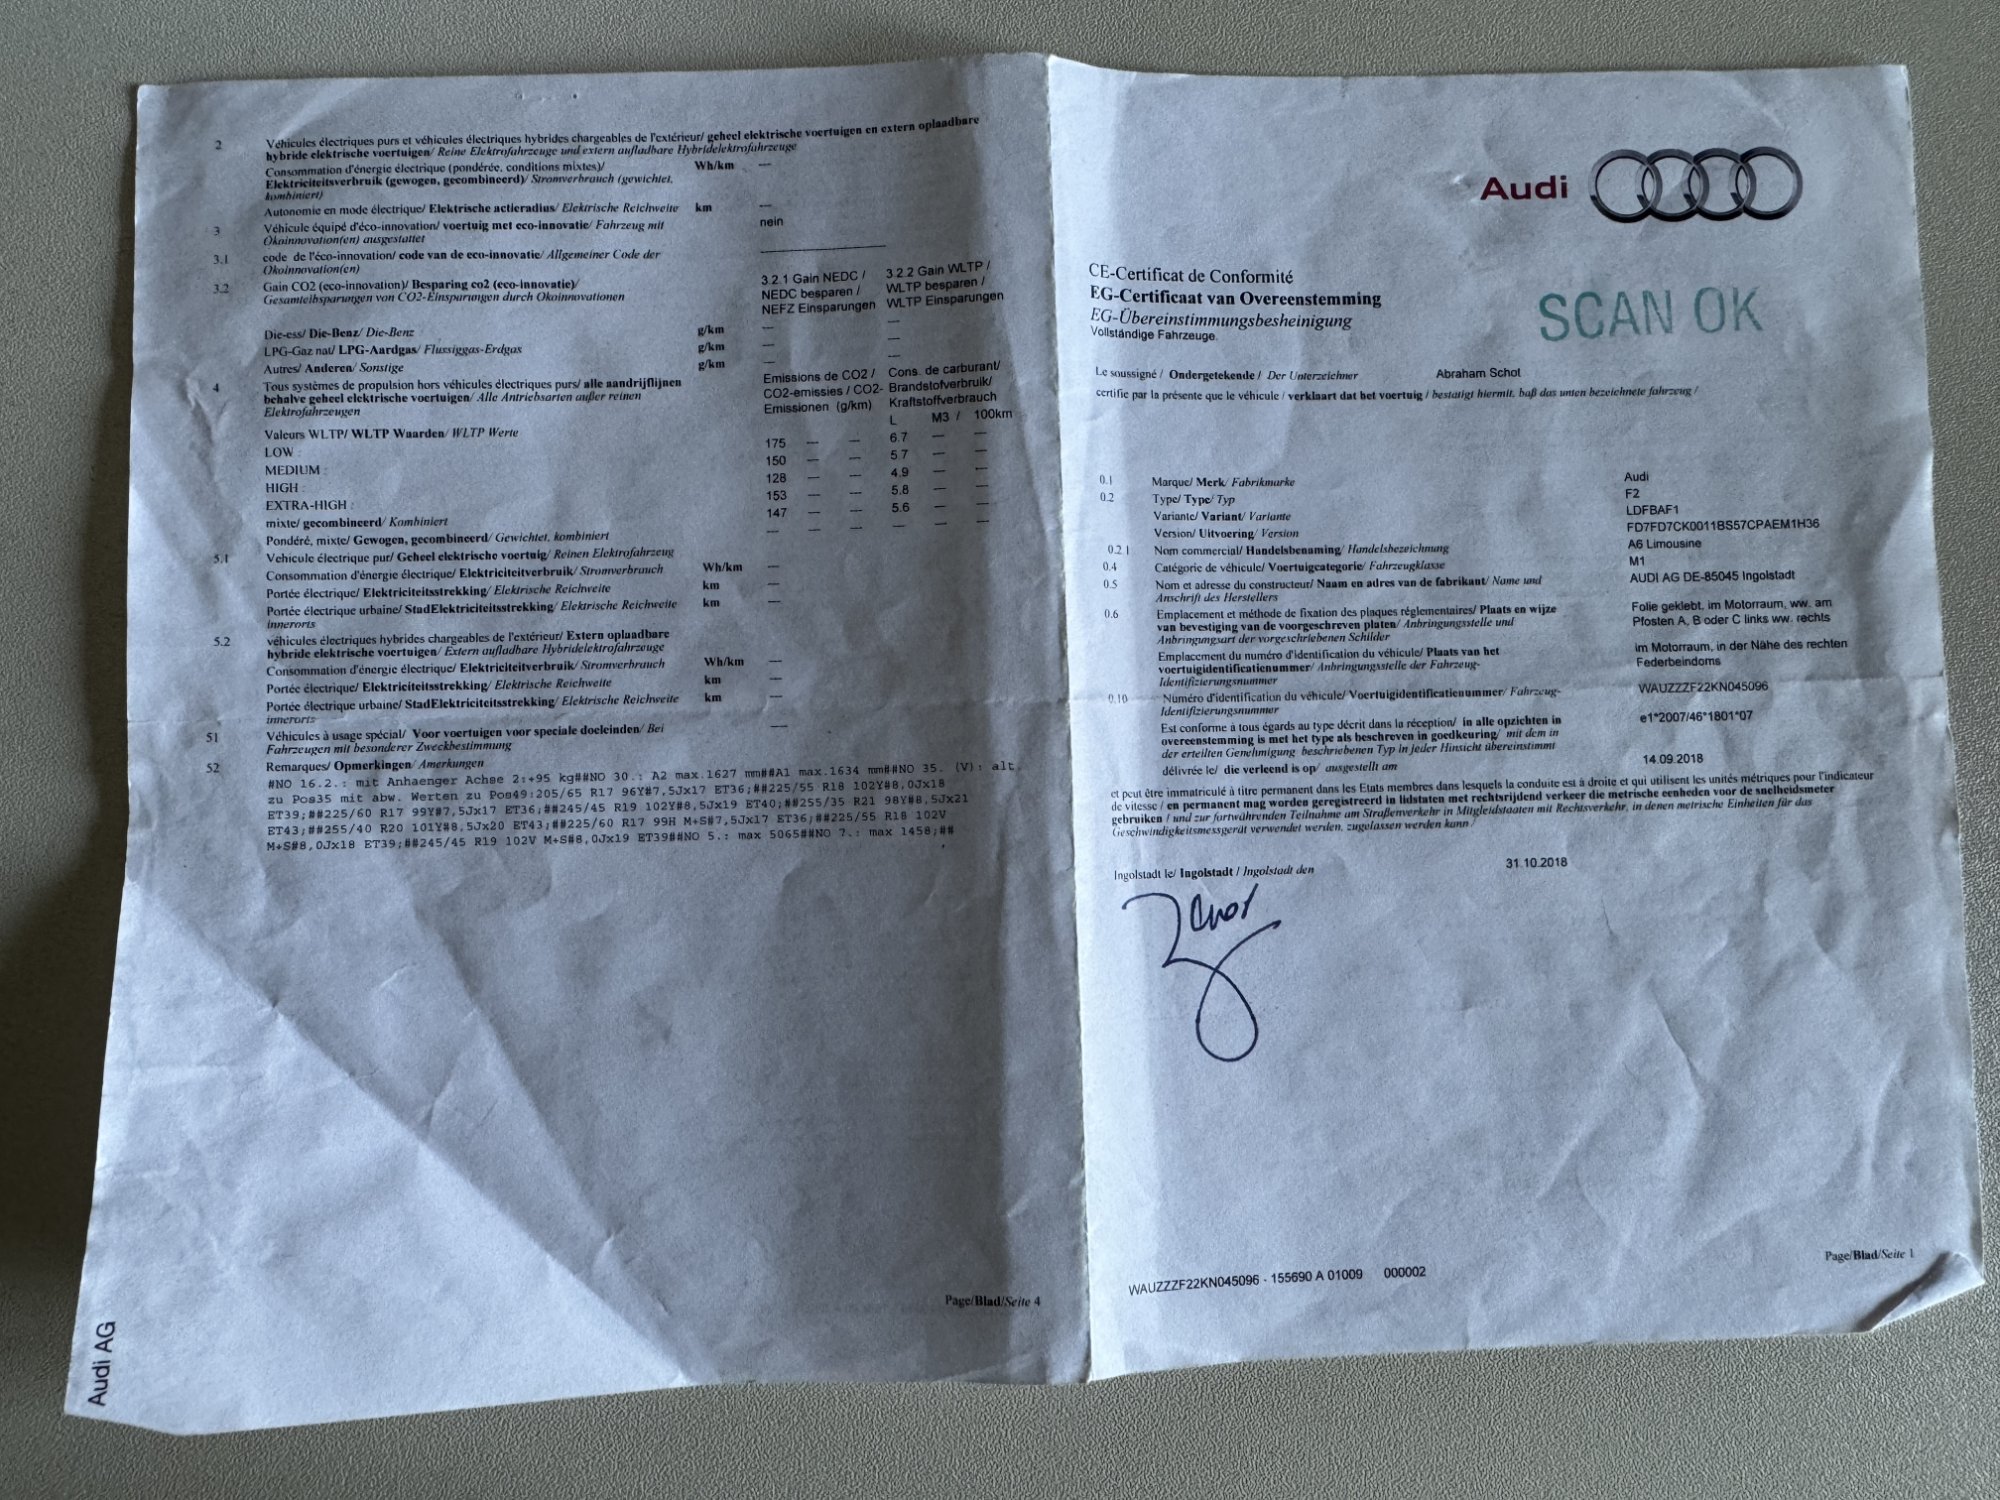 2 Véhicules électriques purs et véhicules électriques hybrides chargeables de l'extérieur/ geheel elektrische voertuigen en extern oplaadbare
hybride elektrische voertuigen/ Reine Elektrofahrzeuge und extern aufladbare Hybridelektrofahrzeuge
Consommation d'énergie électrique (pondérée, conditions mixtes)/ Wh/km ---
Elektriciteitsverbruik (gewogen, gecombineerd)/ Stromverbrauch (gewichtet,
kombiniert)
Autonomie en mode électrique/ Elektrische actieradius/ Elektrische Reichweite km ---
3 Véhicule équipé d'éco-innovation/ voertuig met eco-innovatie/ Fahrzeug mit nein
Okoinnovation(en) ausgestattet
3.1 code de l'éco-innovation/ code van de eco-innovatie/ Allgemeiner Code der
Okoinnovation(en)
3.2 Gain CO2 (eco-innovation)/ Besparing co2 (eco-innovatie)/ 3.2.1 Gain NEDC / 3.2.2 Gain WLTP /
Gesamteibsparungen von CO2-Einsparungen durch Okoinnovationen NEDC besparen / WLTP besparen /
NEFZ Einsparungen WLTP Einsparungen
Die-ess/ Die-Benz/ Die-Benz g/km --- ---
LPG-Gaz nat/ LPG-Aardgas/ Flussiggas-Erdgas g/km --- ---
Autres/ Anderen/ Sonstige g/km --- ---
4 Tous systèmes de propulsion hors véhicules électriques purs/ alle aandrijflijnen Emissions de CO2 / Cons. de carburant/
behalve geheel elektrische voertuigen/ Alle Antriebsarten außer reinen CO2-emissies / CO2- Brandstofverbruik/
Elektrofahrzeugen Emissionen (g/km) Kraftstoffverbrauch
Valeurs WLTP/ WLTP Waarden/ WLTP Werte L M3 / 100km
LOW : 175 --- --- 6.7 --- ---
MEDIUM : 150 --- --- 5.7 --- ---
HIGH : 128 --- --- 4.9 --- ---
EXTRA-HIGH : 153 --- --- 5.8 --- ---
mixte/ gecombineerd/ Kombiniert 147 --- --- 5.6 --- ---
Pondéré, mixte/ Gewogen, gecombineerd/ Gewichtet, kombiniert --- --- --- --- --- ---
5.1 Vehicule électrique pur/ Geheel elektrische voertuig/ Reinen Elektrofahrzeug
Consommation d'énergie électrique/ Elektriciteitverbruik/ Stromverbrauch Wh/km ---
Portée électrique/ Elektriciteitsstrekking/ Elektrische Reichweite km ---
Portée électrique urbaine/ StadElektriciteitsstrekking/ Elektrische Reichweite km ---
innerorts
5.2 véhicules électriques hybrides chargeables de l'extérieur/ Extern oplaadbare
hybride elektrische voertuigen/ Extern aufladbare Hybridelektrofahrzeuge
Consommation d'énergie électrique/ Elektriciteitverbruik/ Stromverbrauch Wh/km ---
Portée électrique/ Elektriciteitsstrekking/ Elektrische Reichweite km ---
Portée électrique urbaine/ StadElektriciteitsstrekking/ Elektrische Reichweite km ---
innerorts
51 Véhicules à usage spécial/ Voor voertuigen voor speciale doeleinden/ Bei ---
Fahrzeugen mit besonderer Zweckbestimmung
52 Remarques/ Opmerkingen/ Amerkungen
#NO 16.2.: mit Anhaenger Achse 2:+95 kg##NO 30.: A2 max.1627 mm##A1 max.1634 mm##NO 35. (V): alt.
zu Pos35 mit abw. Werten zu Pos49:205/65 R17 96Y#7,5Jx17 ET36;##225/55 R18 102Y#8,0Jx18
ET39;##225/60 R17 99Y#7,5Jx17 ET36;##245/45 R19 102Y#8,5Jx19 ET40;##255/35 R21 98Y#8,5Jx21
ET43;##255/40 R20 101Y#8,5x20 ET43;##225/60 R17 99H M+S#7,5Jx17 ET36;##225/55 R18 102V
M+S#8,0Jx18 ET39;##245/45 R19 102V M+S#8,0Jx19 ET39##NO 5.: max 5065##NO 7.: max 1458;##
Page/Blad/Seite 4
Audi AG
Audi
CE-Certificat de Conformité
EG-Certificaat van Overeenstemming
EG-Übereinstimmungsbesheinigung
Vollständige Fahrzeuge.
SCAN OK
Le soussigné / Ondergetekende / Der Unterzeichner Abraham Schot
certifie par la présente que le véhicule / verklaart dat het voertuig / bestatigt hiermit, baß das unten bezeichnete fahrzeug /
0.1 Marque/ Merk/ Fabrikmarke Audi
0.2 Type/ Type/ Typ F2
Variante/ Variant/ Variante LDFBAF1
Version/ Uitvoering/ Version FD7FD7CK0011BS57CPAEM1H36
0.2.1 Nom commercial/ Handelsbenaming/ Handelsbezeichnung A6 Limousine
0.4 Catégorie de véhicule/ Voertuigcategorie/ Fahrzeugklasse M1
0.5 Nom et adresse du constructeur/ Naam en adres van de fabrikant/ Name und AUDI AG DE-85045 Ingolstadt
Anschrift des Herstellers
0.6 Emplacement et méthode de fixation des plaques réglementaires/ Plaats en wijze Folie geklebt, im Motorraum, ww. am
van bevestiging van de voorgeschreven platen/ Anbringungsstelle und Pfosten A, B oder C links ww. rechts
Anbringungsart der vorgeschriebenen Schilder
Emplacement du numéro d'identification du véhicule/ Plaats van het im Motorraum, in der Nähe des rechten
voertuigidentificatienummer/ Anbringungsstelle der Fahrzeug- Federbeindoms
Identifizierungsnummer
0.10 Numéro d'identification du véhicule/ Voertuigidentificatienummer/ Fahrzeug- WAUZZZF22KN045096
Identifizierungsnummer
Est conforme à tous égards au type décrit dans la réception/ in alle opzichten in e1*2007/46*1801*07
overeenstemming is met het type als beschreven in goedkeuring/ mit dem in
der erteilten Genehmigung beschriebenen Typ in jeder Hinsicht übereinstimt
délivrée le/ die verleend is op/ ausgestellt am 14.09.2018
et peut être immatriculé à titre permanent dans les Etats membres dans lesquels la conduite est à droite et qui utilisent les unités métriques pour l'indicateur
de vitesse / en permanent mag worden geregistreerd in lidstaten met rechtsrijdend verkeer die metrische eenheden voor de snelheidsmeter
gebruiken / und zur fortwährenden Teilnahme am Straßenverkehr in Mitgleidstaaten mit Rechtsverkehr, in denen metrische Einheiten für das
Geschwindigkeitsmessgerät verwendet werden, zugelassen werden kann /
Ingolstadt le/ Ingolstadt / Ingolstadt den 31.10.2018
Page/Blad/Seite 1
WAUZZZF22KN045096 - 155690 A 01009 000002